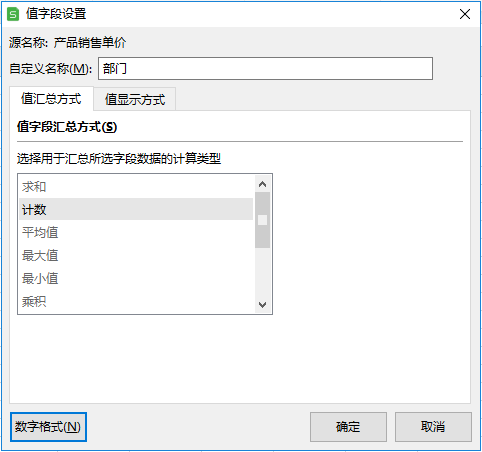 值字段设置
源名称: 产品销售单价
自定义名称(M): 部门
值汇总方式 值显示方式
值字段汇总方式(S)
选择用于汇总所选字段数据的计算类型
求和
计数
平均值
最大值
最小值
乘积
数字格式(N) 确定 取消